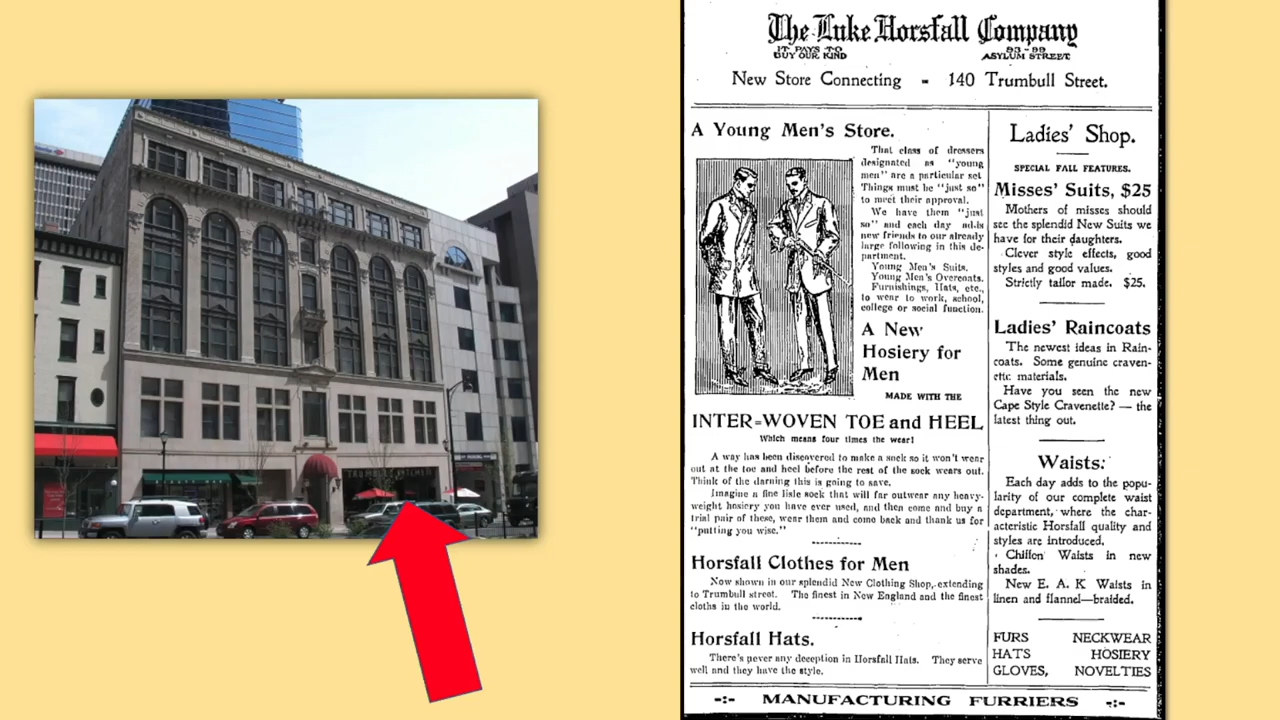 TRUMBULL KITCHEN
The Luke Horsfall Company
IT PAYS TO
BUY OUR KIND
93-99
ASYLUM STREET
New Store Connecting - 140 Trumbull Street.
A Young Men's Store.
That class of dressers
designated as "young
men" are a particular set
Things must be "just so"
to meet their approval.
We have them "just
so" and each day adds
new friends to our already
large following in this de-
partment.
Young Men's Suits.
Young Men's Overcoats.
Furnishings, Hats, etc.,
to wear to work, school,
college or social function.
A New
Hosiery for
Men
MADE WITH THE
INTER-WOVEN TOE and HEEL
Which means four times the wear!
A way has been discovered to make a sock so it won't wear
out at the toe and heel before the rest of the sock wears out.
Think of the darning this is going to save.
Imagine a fine lisle sock that will far outwear any heavy-
weight hosiery you have ever used, and then come and buy a
trial pair of these, wear them and come back and thank us for
"putting you wise."
Horsfall Clothes for Men
Now shown in our splendid New Clothing Shop, extending
to Trumbull street. The finest in New England and the finest
cloths in the world.
Horsfall Hats.
There's never any deception in Horsfall Hats. They serve
well and they have the style.
Ladies' Shop.
SPECIAL FALL FEATURES.
Misses' Suits, $25
Mothers of misses should
see the splendid New Suits we
have for their daughters.
Clever style effects, good
styles and good values.
Strictly tailor made. $25.
Ladies' Raincoats
The newest ideas in Rain-
coats. Some genuine craven-
ette materials.
Have you seen the new
Cape Style Cravenette? — the
latest thing out.
Waists.
Each day adds to the popu-
larity of our complete waist
department, where the char-
acteristic Horsfall quality and
styles are introduced.
Chiffon Waists in new
shades.
New E. A. K Waists in
linen and flannel—braided.
FURS NECKWEAR
HATS HOSIERY
GLOVES, NOVELTIES
-:- MANUFACTURING FURRIERS -:-